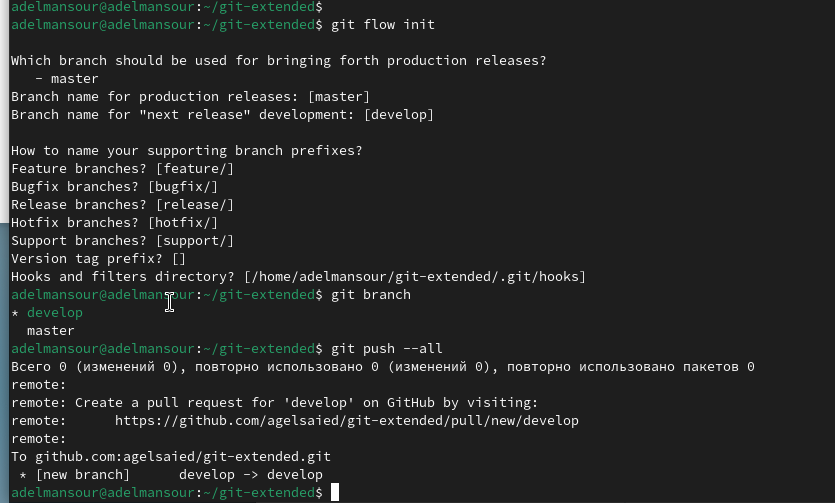 adelmansour@adelmansour:~/git-extended$
adelmansour@adelmansour:~/git-extended$ git flow init
Which branch should be used for bringing forth production releases?
   - master
Branch name for production releases: [master]
Branch name for "next release" development: [develop]
How to name your supporting branch prefixes?
Feature branches? [feature/]
Bugfix branches? [bugfix/]
Release branches? [release/]
Hotfix branches? [hotfix/]
Support branches? [support/]
Version tag prefix? []
Hooks and filters directory? [/home/adelmansour/git-extended/.git/hooks]
adelmansour@adelmansour:~/git-extended$ git branch
* develop
  master
adelmansour@adelmansour:~/git-extended$ git push --all
Всего 0 (изменений 0), повторно использовано 0 (изменений 0), повторно использовано пакетов 0
remote:
remote: Create a pull request for 'develop' on GitHub by visiting:
remote:      https://github.com/agelsaied/git-extended/pull/new/develop
remote:
To github.com:agelsaied/git-extended.git
 * [new branch]      develop -> develop
adelmansour@adelmansour:~/git-extended$